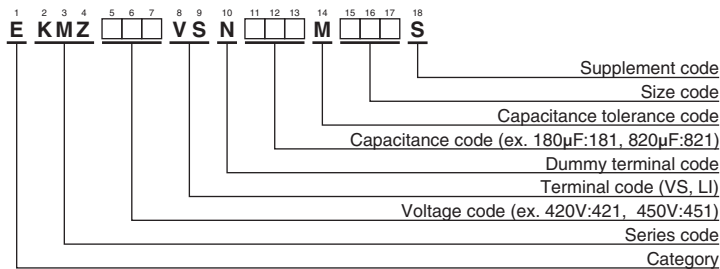 1 2 3 4 5 6 7 8 9 10 11 12 13 14 15 16 17 18
E KMZ □□□ VS N □□□ M □□□ S
Supplement code
Size code
Capacitance tolerance code
Capacitance code (ex. 180μF:181, 820μF:821)
Dummy terminal code
Terminal code (VS, LI)
Voltage code (ex. 420V:421, 450V:451)
Series code
Category